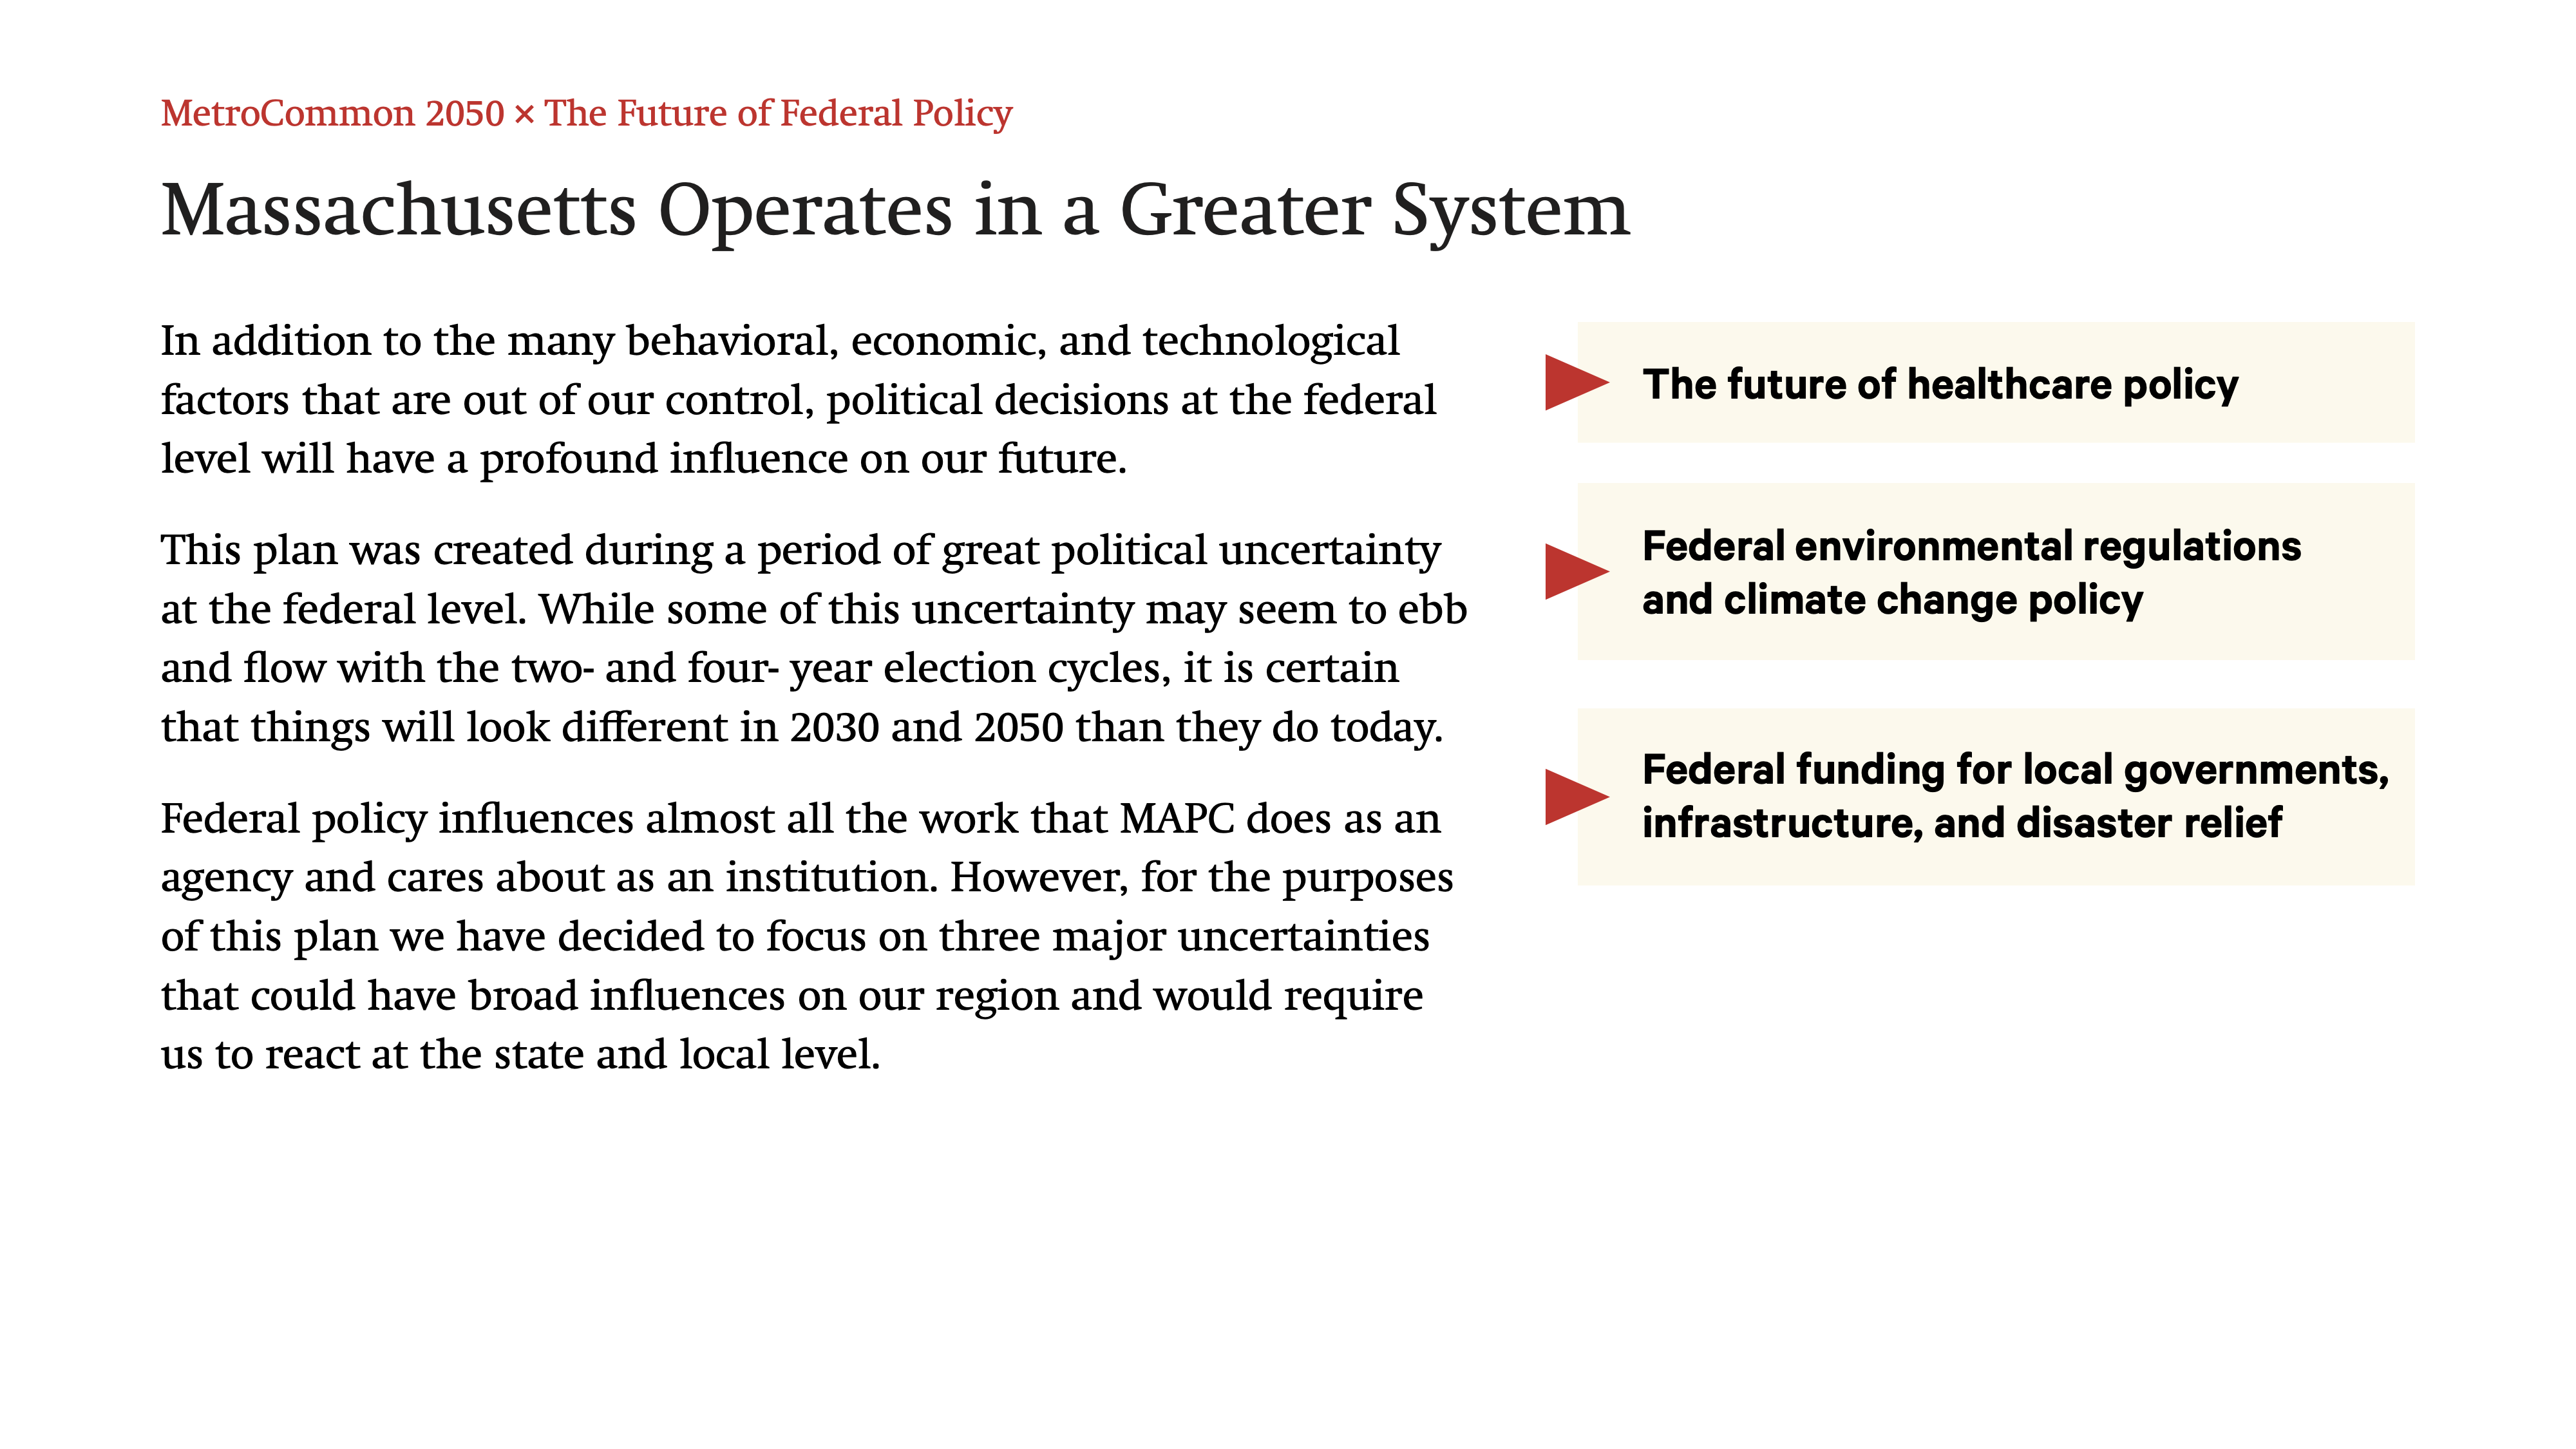 MetroCommon 2050 × The Future of Federal Policy
Massachusetts Operates in a Greater System
In addition to the many behavioral, economic, and technological
factors that are out of our control, political decisions at the federal
level will have a profound influence on our future.
This plan was created during a period of great political uncertainty
at the federal level. While some of this uncertainty may seem to ebb
and flow with the two- and four- year election cycles, it is certain
that things will look different in 2030 and 2050 than they do today.
Federal policy influences almost all the work that MAPC does as an
agency and cares about as an institution. However, for the purposes
of this plan we have decided to focus on three major uncertainties
that could have broad influences on our region and would require
us to react at the state and local level.
The future of healthcare policy
Federal environmental regulations
and climate change policy
Federal funding for local governments,
infrastructure, and disaster relief